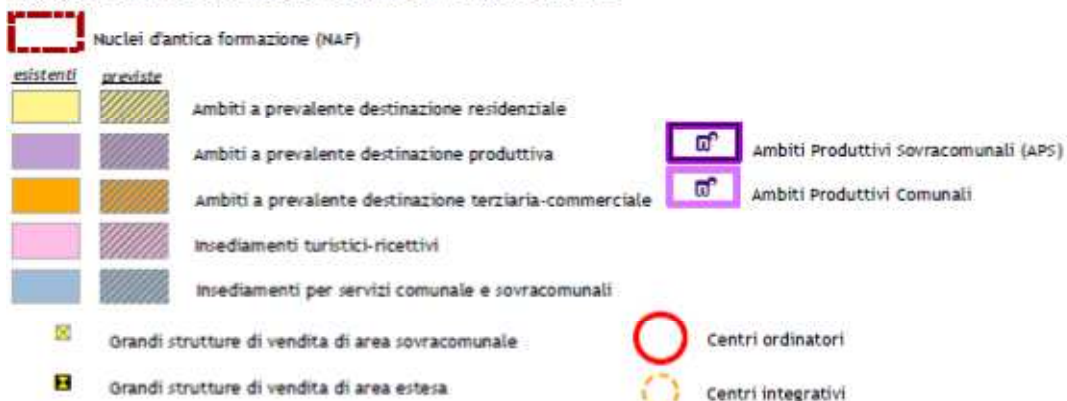 Nuclei d'antica formazione (NAF)
esistenti previste
Ambiti a prevalente destinazione residenziale
Ambiti a prevalente destinazione produttiva
Ambiti Produttivi Sovracomunali (APS)
Ambiti a prevalente destinazione terziaria-commerciale
Ambiti Produttivi Comunali
Insediamenti turistici-ricettivi
Insediamenti per servizi comunale e sovracomunali
Grandi strutture di vendita di area sovracomunale
Centri ordinatori
Grandi strutture di vendita di area estesa
Centri integrativi